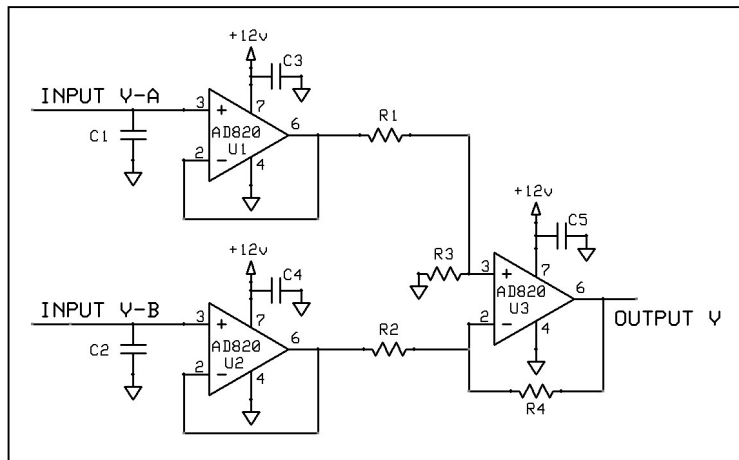 +12v
C3
INPUT Y-A
3
+
7
AD820
6
R1
C1
U1
2
-
4
+12v
C5
+12v
R3
3
+
7
C4
AD820
6
INPUT Y-B
U3
3
+
7
R2
2
-
4
OUTPUT Y
AD820
6
C2
U2
2
-
4
R4